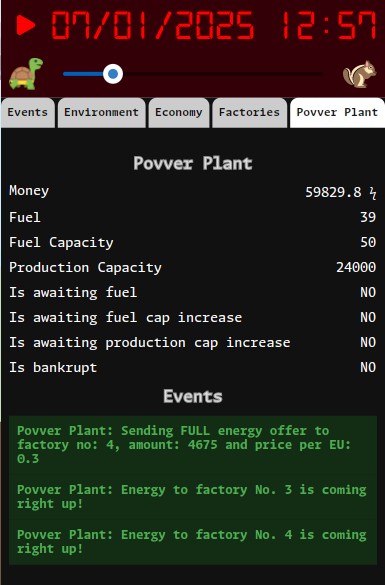 07/01/2025 12:57
Events
Environment
Economy
Factories
Povver Plant
Povver Plant
Money 59829.8 ϟ
Fuel 39
Fuel Capacity 50
Production Capacity 24000
Is awaiting fuel NO
Is awaiting fuel cap increase NO
Is awaiting production cap increase NO
Is bankrupt NO
Events
Povver Plant: Sending FULL energy offer to
factory no: 4, amount: 4675 and price per EU:
0.3
Povver Plant: Energy to factory No. 3 is coming
right up!
Povver Plant: Energy to factory No. 4 is coming
right up!